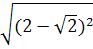 √((2 − √2)²)